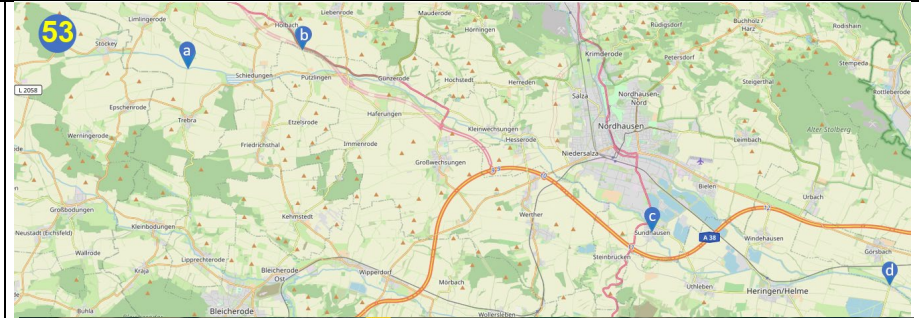 53
Limlingerode
Liebenrode
Mauderode
Rüdigsdorf
Buchholz /
Harz
Rodishain
Holbach
b
Hörningen
Stöckey
a
Krimderode
Petersdorf
Stempeda
Schiedungen
Pützlingen
Günzerode
Hochstedt
Herreden
Steigerthal
L 2058
Salza
Nordhausen-
Nord
Rottleberode
Epschenrode
Trebra
Etzelsrode
Haferungen
Kleinwechsungen
Nordhausen
Alter Stolberg
Werningerode
Friedrichsthal
Immenrode
Hesserode
Leimbach
Großwechsungen
Niedersalza
Bielen
Urbach
Großbodungen
Kehmstedt
Werther
c
Neustadt (Eichsfeld)
Kleinbodungen
Sundhausen
A 38
Windehausen
Wallrode
Lipprechterode
Steinbrücken
Görsbach
Kraja
Bleicherode
Ost
Wipperdorf
Mörbach
d
Uthleben
Heringen/Helme
Buhla
Bleicherode
Wollersleben